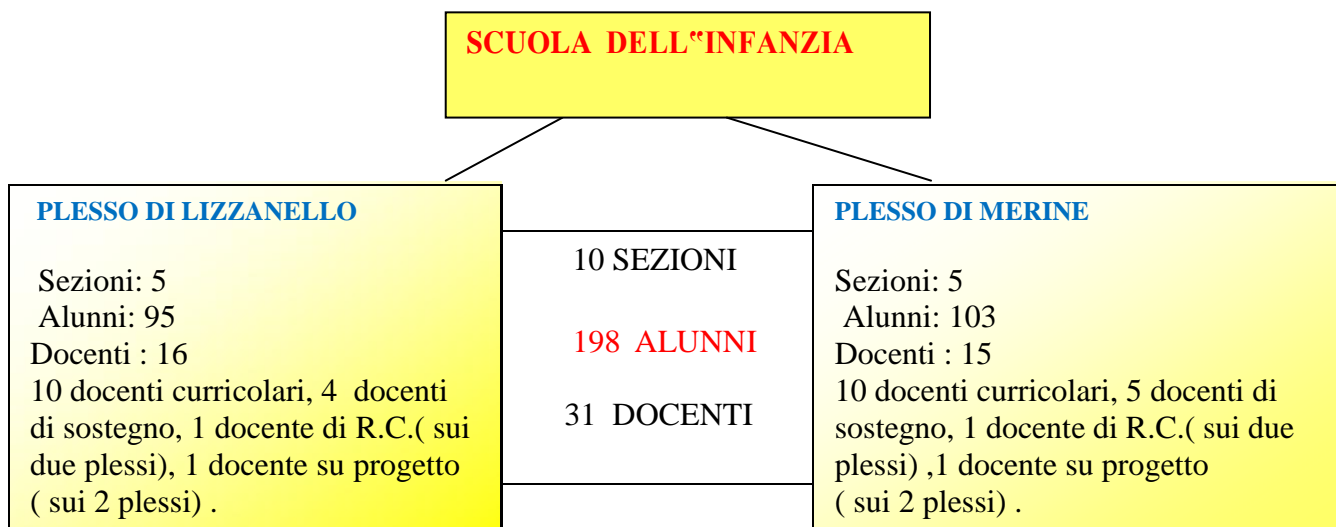 SCUOLA DELL‟INFANZIA
PLESSO DI LIZZANELLO
Sezioni: 5
Alunni: 95
Docenti : 16
10 docenti curricolari, 4 docenti
di sostegno, 1 docente di R.C.( sui
due plessi), 1 docente su progetto
( sui 2 plessi) .
10 SEZIONI
198 ALUNNI
31 DOCENTI
PLESSO DI MERINE
Sezioni: 5
Alunni: 103
Docenti : 15
10 docenti curricolari, 5 docenti di
sostegno, 1 docente di R.C.( sui due
plessi) ,1 docente su progetto
( sui 2 plessi) .